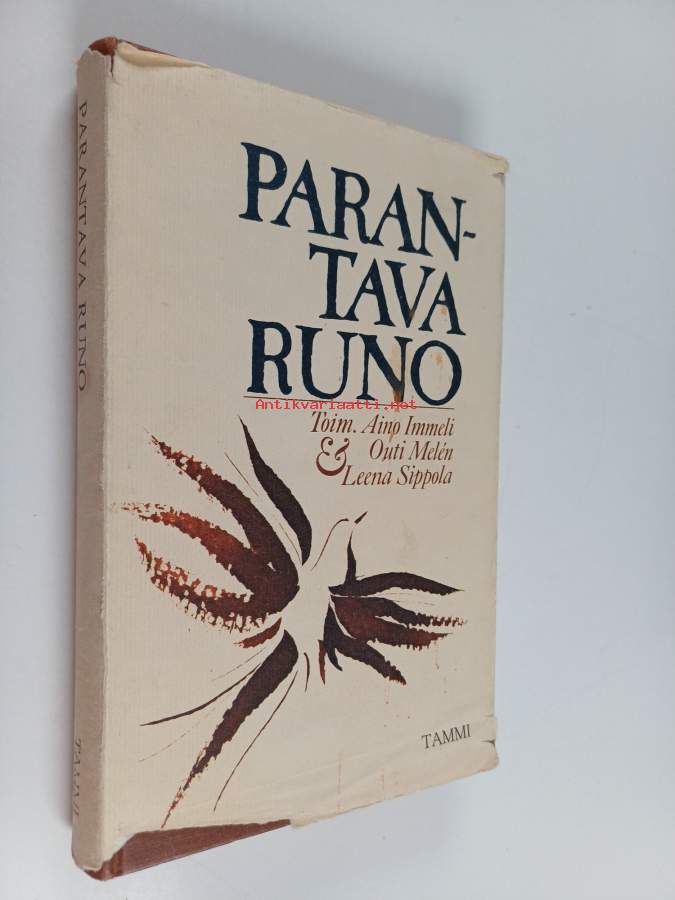 PARANTAVA RUNO
TAMMI
PARAN-
TAVA
RUNO
Antikvariaatti.net
Toim. Aino Immeli
Outi Melén
& Leena Sippola
TAMMI